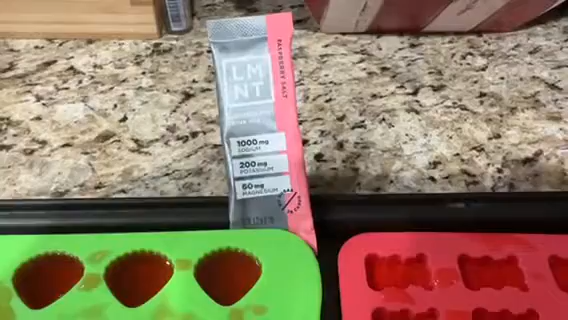 RASPBERRY SALT
LM
NT
1000 mg
SODIUM
200 mg
POTASSIUM
60 mg
MAGNESIUM